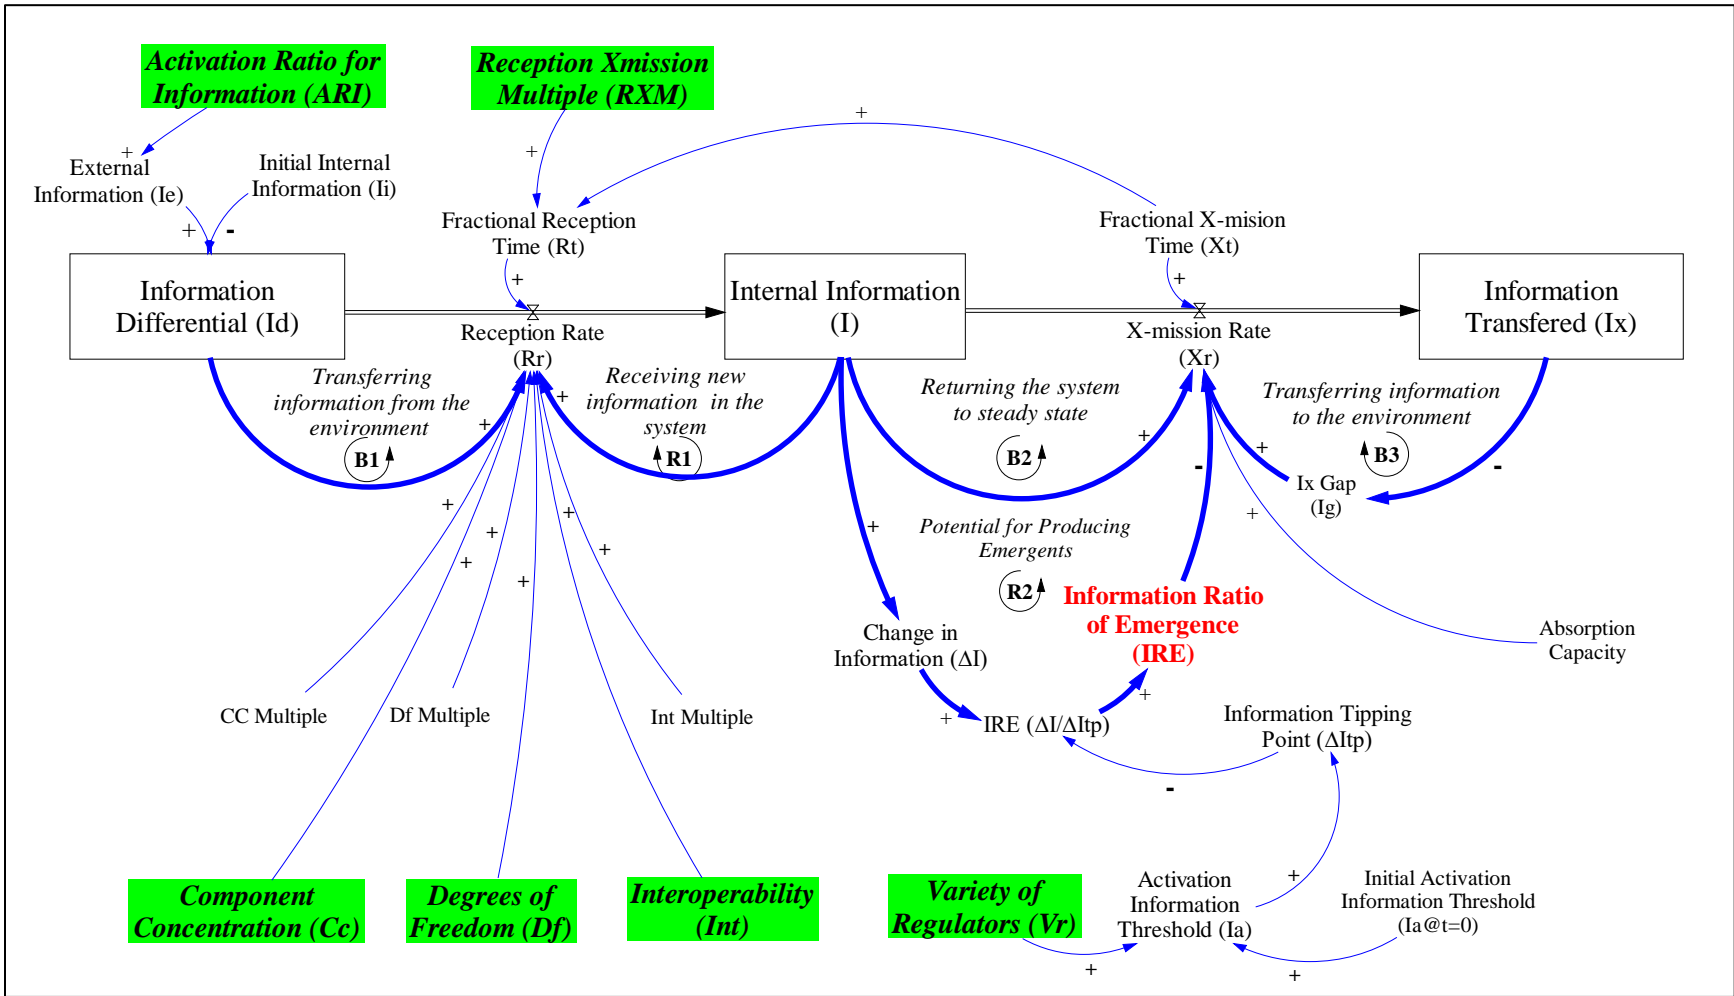 Activation Ratio for
Information (ARI)
Reception Xmission
Multiple (RXM)
+
+
+
External
Information (Ie)
Initial Internal
Information (Ii)
+
-
Fractional Reception
Time (Rt)
+
Fractional X-mision
Time (Xt)
+
Information
Differential (Id)
Internal Information
(I)
Information
Transfered (Ix)
Reception Rate
(Rr)
X-mission Rate
(Xr)
Transferring
information from the
environment
B1
+
Receiving new
information in the
system
R1
+
Returning the system
to steady state
B2
+
Transferring information
to the environment
B3
+
-
Ix Gap
(Ig)
+
+
+
+
+
+
+
-
+
Potential for Producing
Emergents
R2
Information Ratio
of Emergence
(IRE)
Change in
Information (ΔI)
Absorption
Capacity
CC Multiple
Df Multiple
Int Multiple
+
IRE (ΔI/ΔItp)
+
Information Tipping
Point (ΔItp)
-
Component
Concentration (Cc)
Degrees of
Freedom (Df)
Interoperability
(Int)
Variety of
Regulators (Vr)
Activation
Information
Threshold (Ia)
+
Initial Activation
Information Threshold
(Ia@t=0)
+
+